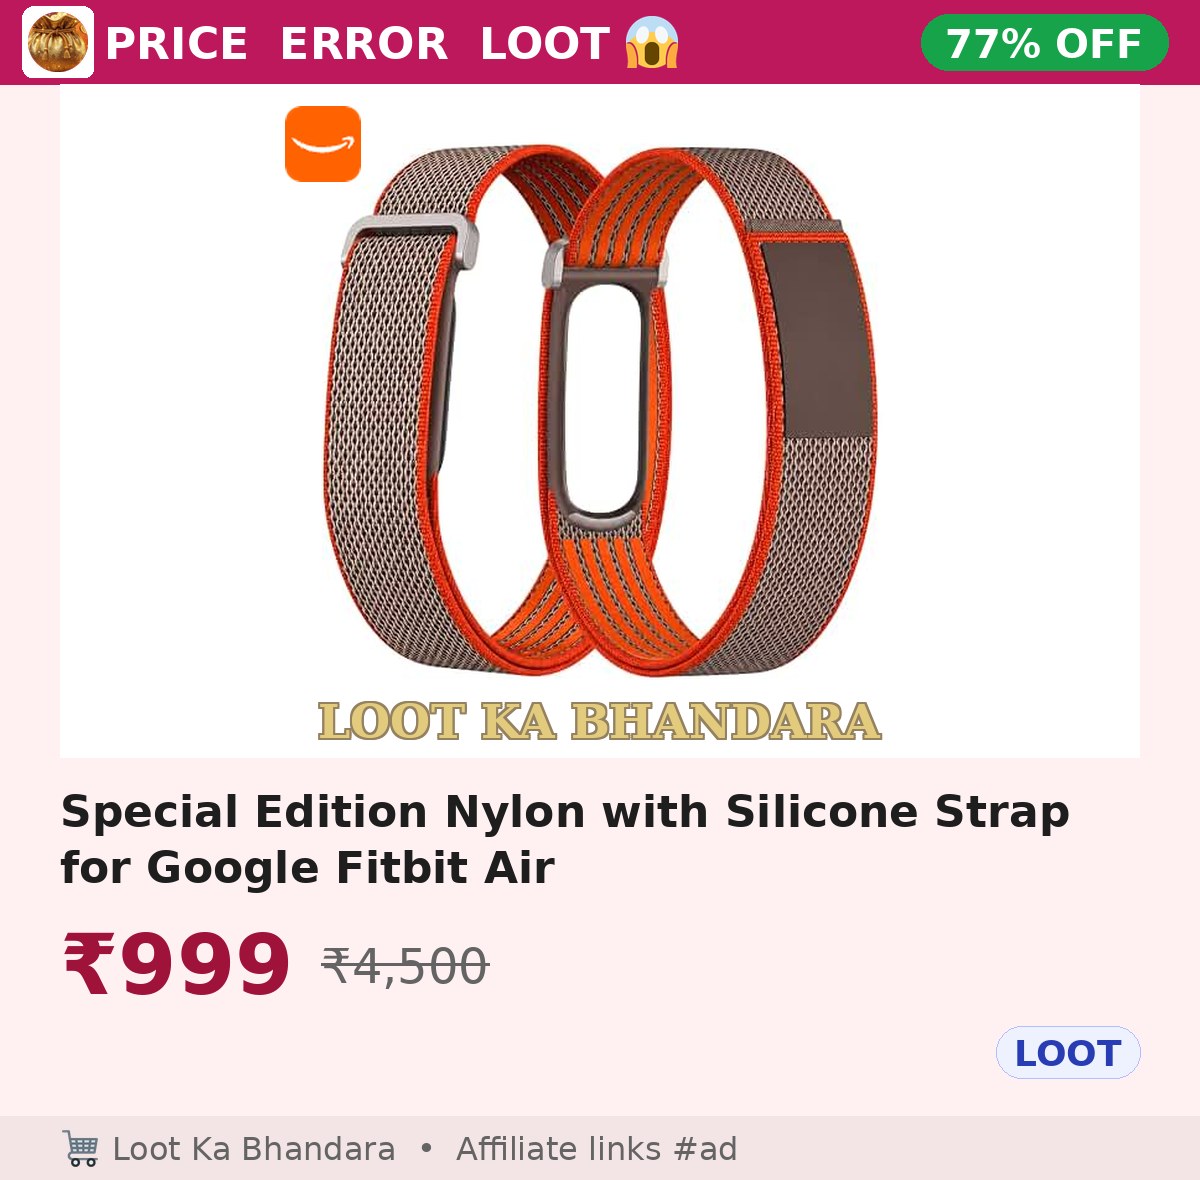 PRICE ERROR LOOT 😱
77% OFF
LOOT KA BHANDARA
Special Edition Nylon with Silicone Strap
for Google Fitbit Air
₹999 ₹4,500
LOOT
🛒 Loot Ka Bhandara • Affiliate links #ad